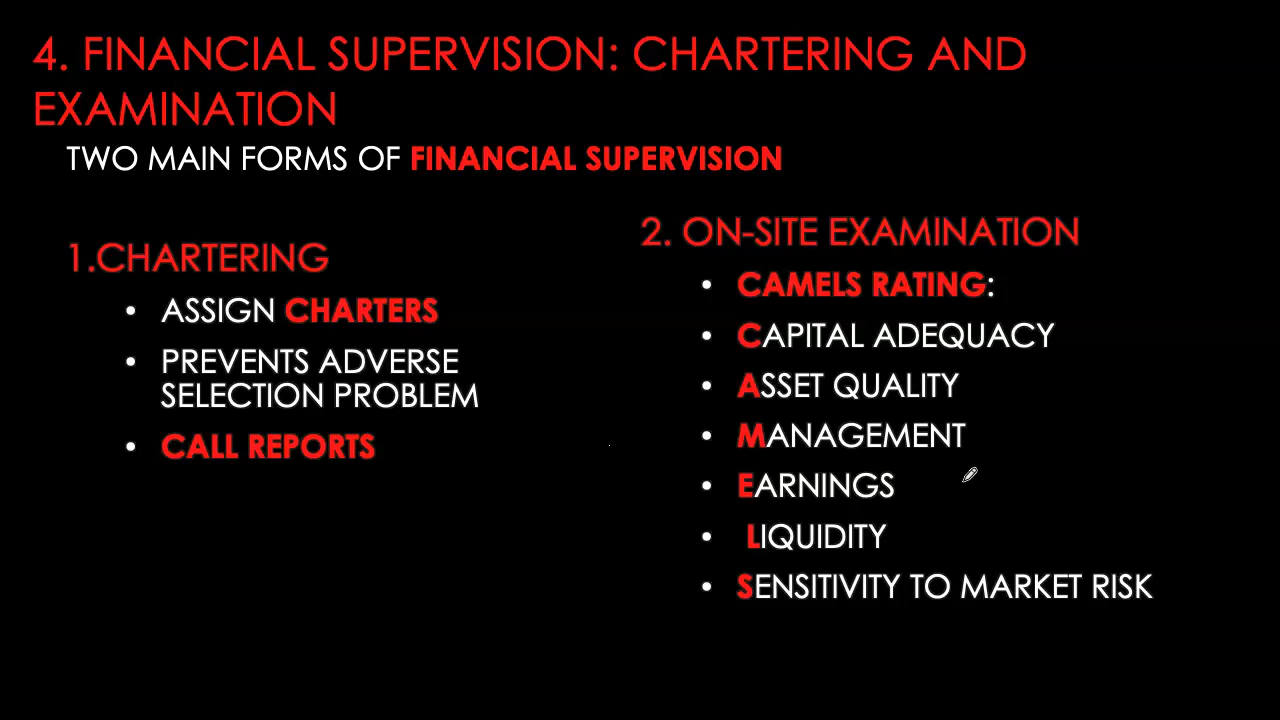 4. FINANCIAL SUPERVISION: CHARTERING AND
EXAMINATION
TWO MAIN FORMS OF FINANCIAL SUPERVISION
1.CHARTERING
• ASSIGN CHARTERS
• PREVENTS ADVERSE
SELECTION PROBLEM
• CALL REPORTS
2. ON-SITE EXAMINATION
• CAMELS RATING:
• CAPITAL ADEQUACY
• ASSET QUALITY
• MANAGEMENT
• EARNINGS
• LIQUIDITY
• SENSITIVITY TO MARKET RISK